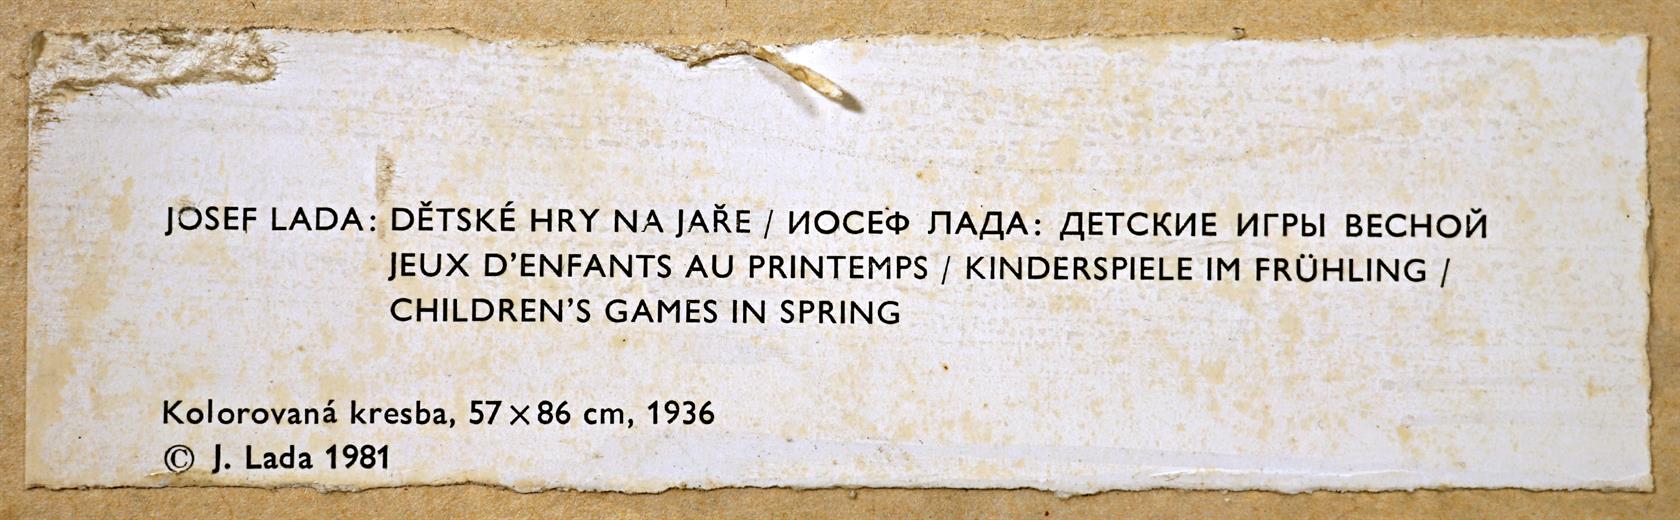 JOSEF LADA: DĚTSKÉ HRY NA JAŘE / ИОСЕФ ЛАДА: ДЕТСКИЕ ИГРЫ ВЕСНОЙ
JEUX D’ENFANTS AU PRINTEMPS / KINDERSPIELE IM FRÜHLING /
CHILDREN’S GAMES IN SPRING
Kolorovaná kresba, 57×86 cm, 1936
© J. Lada 1981